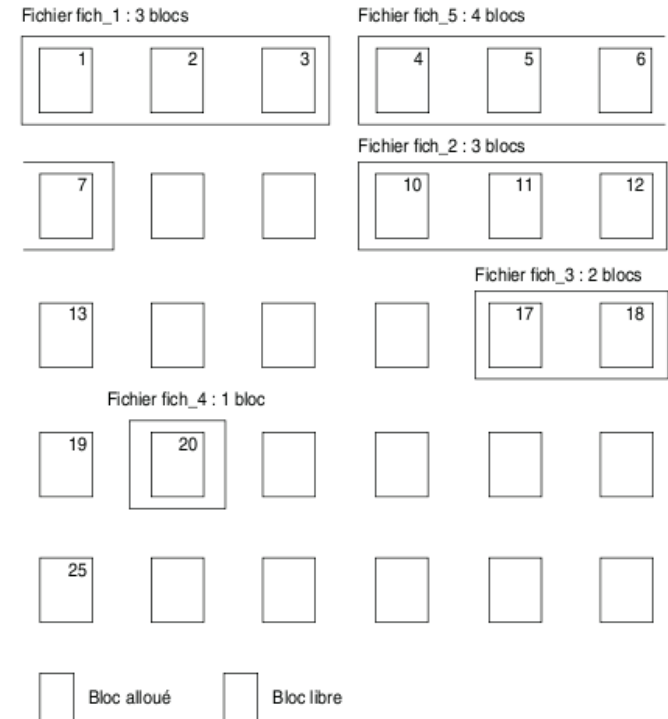 Fichier fich_1 : 3 blocs Fichier fich_5 : 4 blocs
1 2 3 4 5 6
Fichier fich_2 : 3 blocs
7 10 11 12
Fichier fich_3 : 2 blocs
13 17 18
Fichier fich_4 : 1 bloc
19 20
25
Bloc alloué Bloc libre